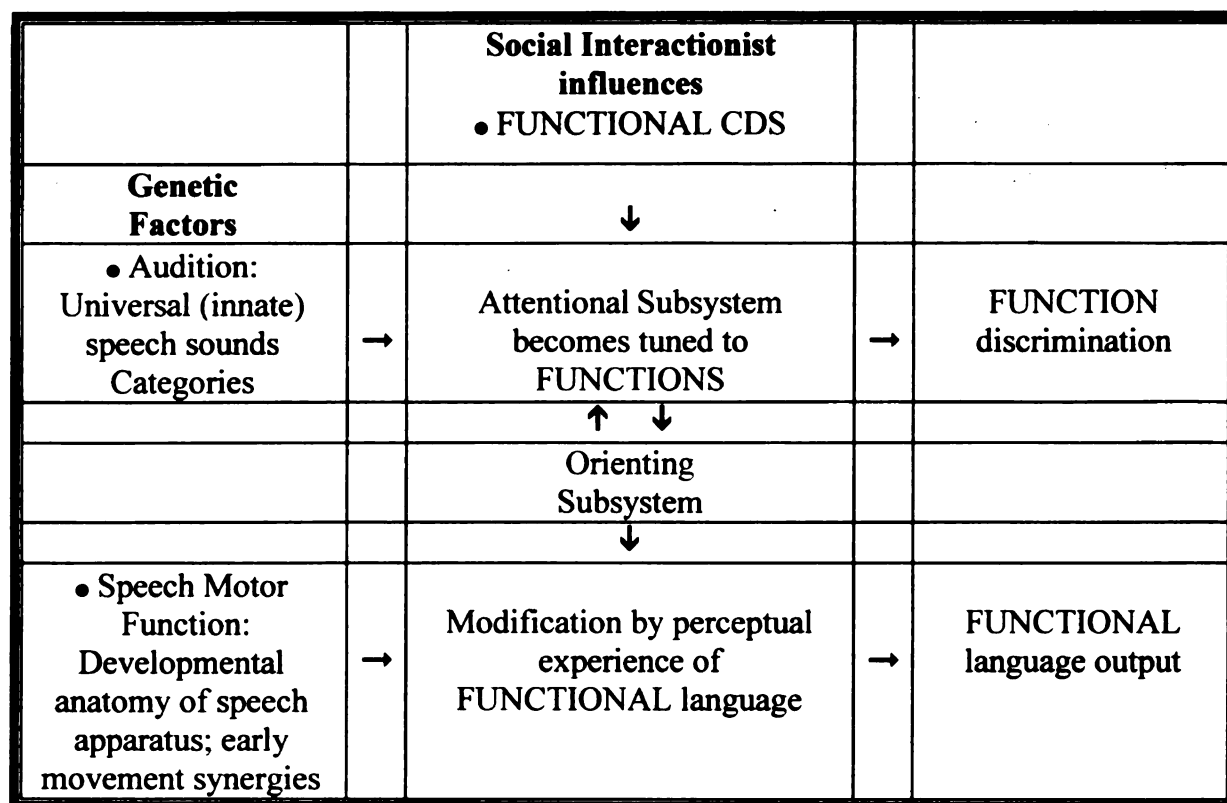 Social Interactionist
influences
• FUNCTIONAL CDS
Genetic
Factors
↓
• Audition:
Universal (innate)
speech sounds
Categories
→
Attentional Subsystem
becomes tuned to
FUNCTIONS
→
FUNCTION
discrimination
↑ ↓
Orienting
Subsystem
↓
• Speech Motor
Function:
Developmental
anatomy of speech
apparatus; early
movement synergies
→
Modification by perceptual
experience of
FUNCTIONAL language
→
FUNCTIONAL
language output